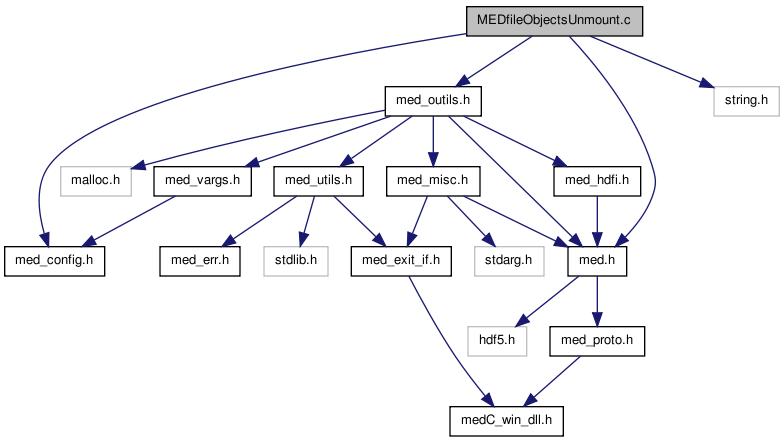 MEDfileObjectsUnmount.c
med_outils.h
string.h
malloc.h
med_vargs.h
med_utils.h
med_misc.h
med_hdfi.h
med_config.h
med_err.h
stdlib.h
med_exit_if.h
stdarg.h
med.h
hdf5.h
med_proto.h
medC_win_dll.h